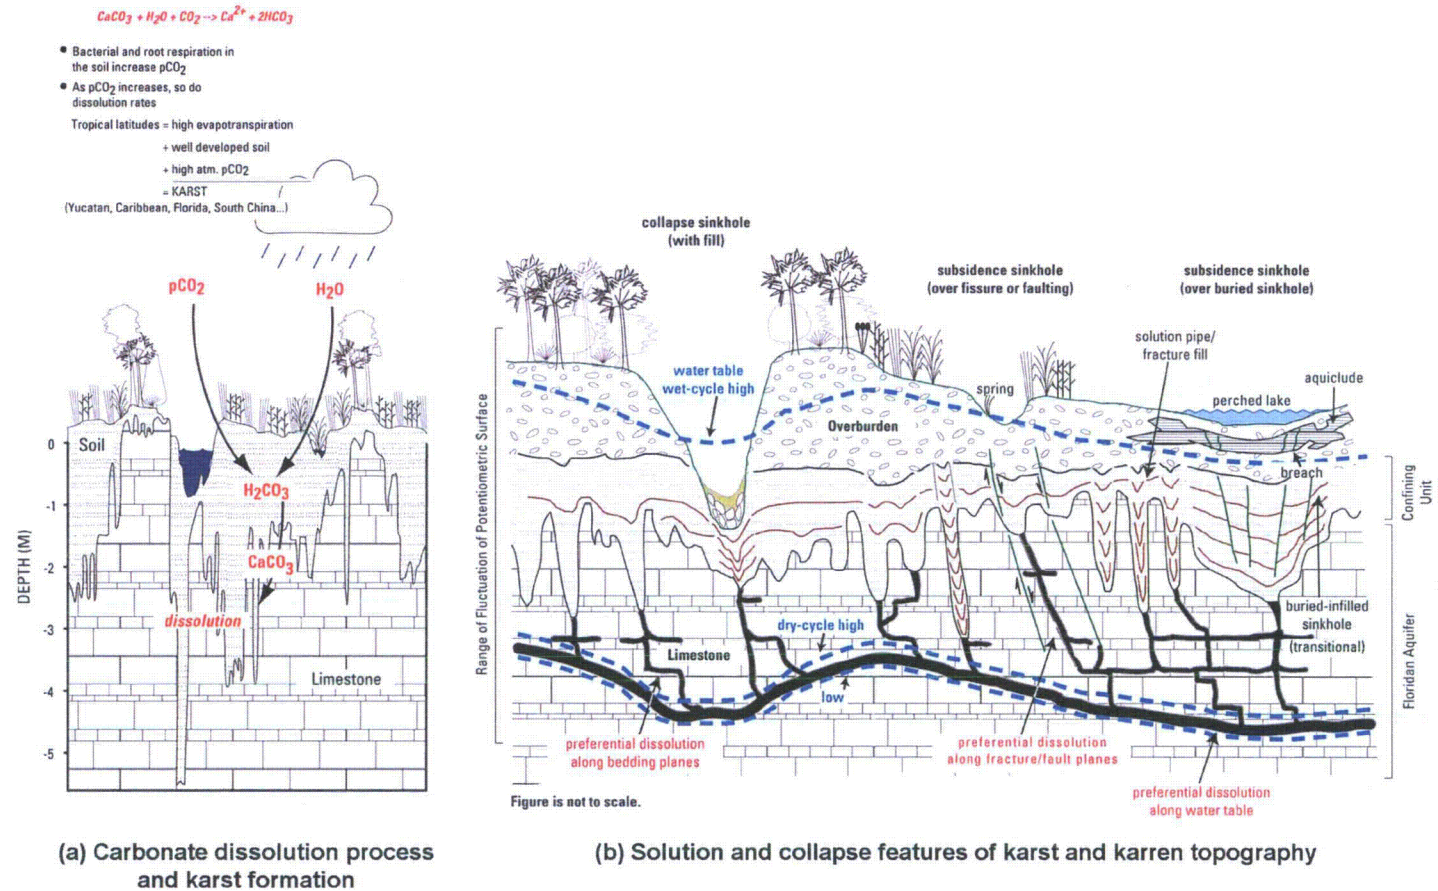 CaCO3 + H2O + CO2 --> Ca2+ + 2HCO3
● Bacterial and root respiration in
the soil increase pCO2
● As pCO2 increases, so do
dissolution rates
Tropical latitudes = high evapotranspiration
+ well developed soil
+ high atm. pCO2
= KARST
(Yucatan, Caribbean, Florida, South China...)
pCO2
H2O
0
Soil
H2CO3
-1
CaCO3
-2
dissolution
-3
Limestone
-4
-5
DEPTH (M)
(a) Carbonate dissolution process
and karst formation
collapse sinkhole
(with fill)
subsidence sinkhole
(over fissure or faulting)
subsidence sinkhole
(over buried sinkhole)
solution pipe/
fracture fill
water table
wet-cycle high
spring
perched lake
aquiclude
Overburden
breach
Range of Fluctuation of Potentiometric Surface
Confining
Unit
buried-infilled
sinkhole
(transitional)
dry-cycle high
Limestone
low
Floridan Aquifer
preferential dissolution
along bedding planes
preferential dissolution
along fracture/fault planes
preferential dissolution
along water table
Figure is not to scale.
(b) Solution and collapse features of karst and karren topography